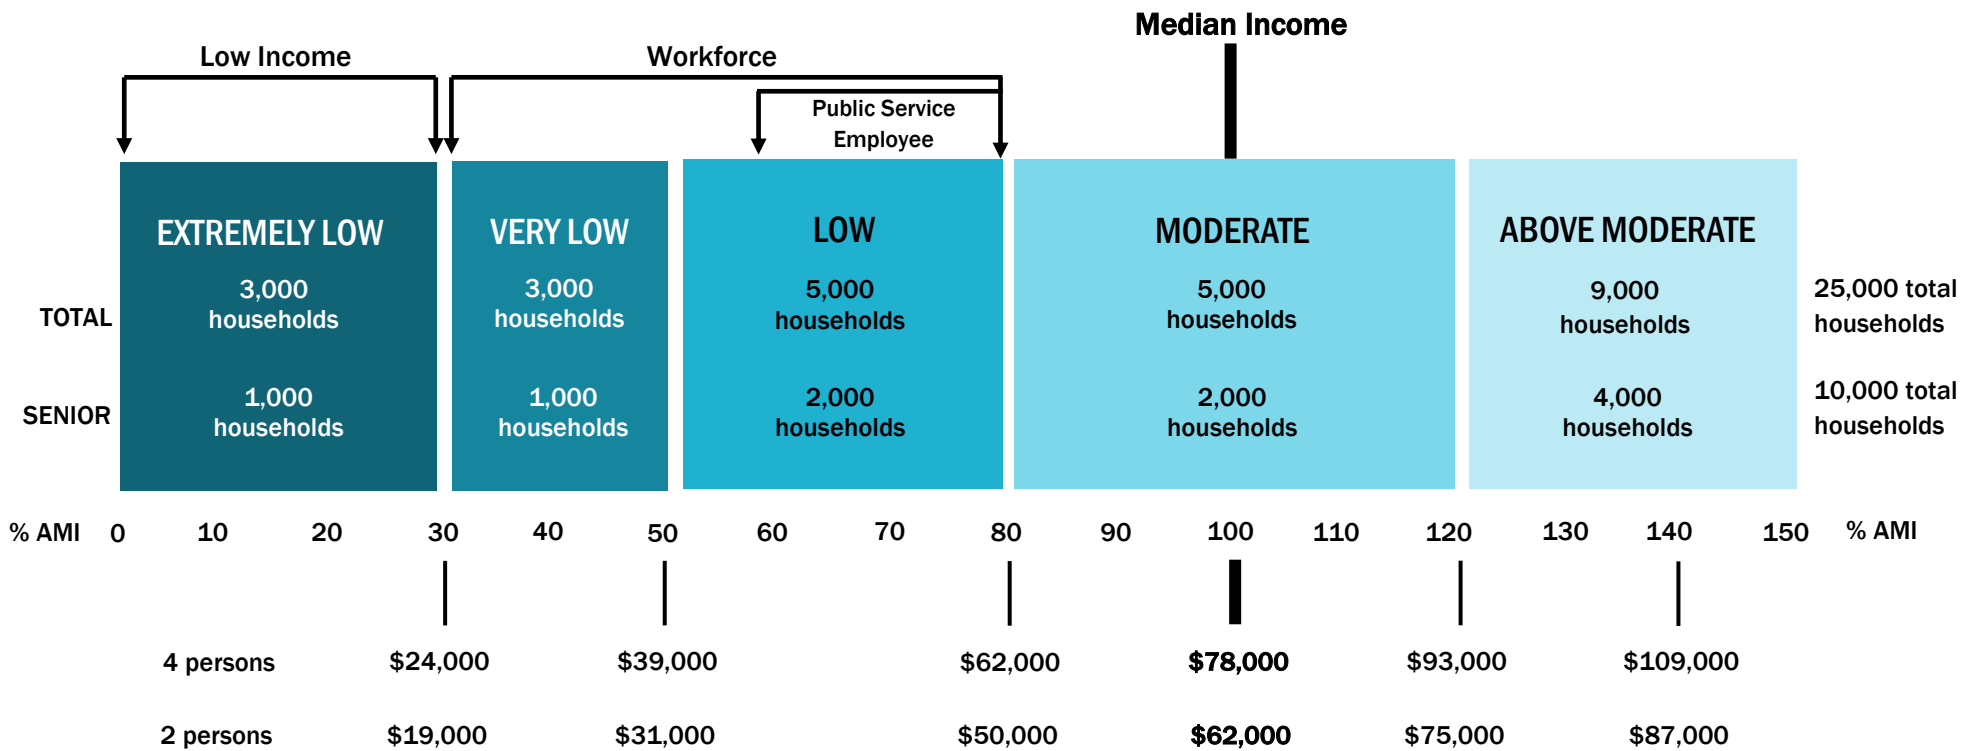 Median Income
Low Income
Workforce
Public Service
Employee
EXTREMELY LOW
VERY LOW
LOW
MODERATE
ABOVE MODERATE
TOTAL
3,000
households
3,000
households
5,000
households
5,000
households
9,000
households
25,000 total
households
SENIOR
1,000
households
1,000
households
2,000
households
2,000
households
4,000
households
10,000 total
households
% AMI 0 10 20 30 40 50 60 70 80 90 100 110 120 130 140 150 % AMI
4 persons $24,000 $39,000 $62,000 $78,000 $93,000 $109,000
2 persons $19,000 $31,000 $50,000 $62,000 $75,000 $87,000